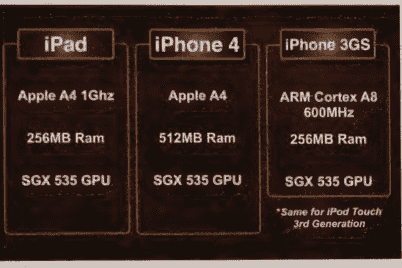 iPad
Apple A4 1Ghz
256MB Ram
SGX 535 GPU
iPhone 4
Apple A4
512MB Ram
SGX 535 GPU
iPhone 3GS
ARM Cortex A8
600MHz
256MB Ram
SGX 535 GPU
*Same for iPod Touch
3rd Generation